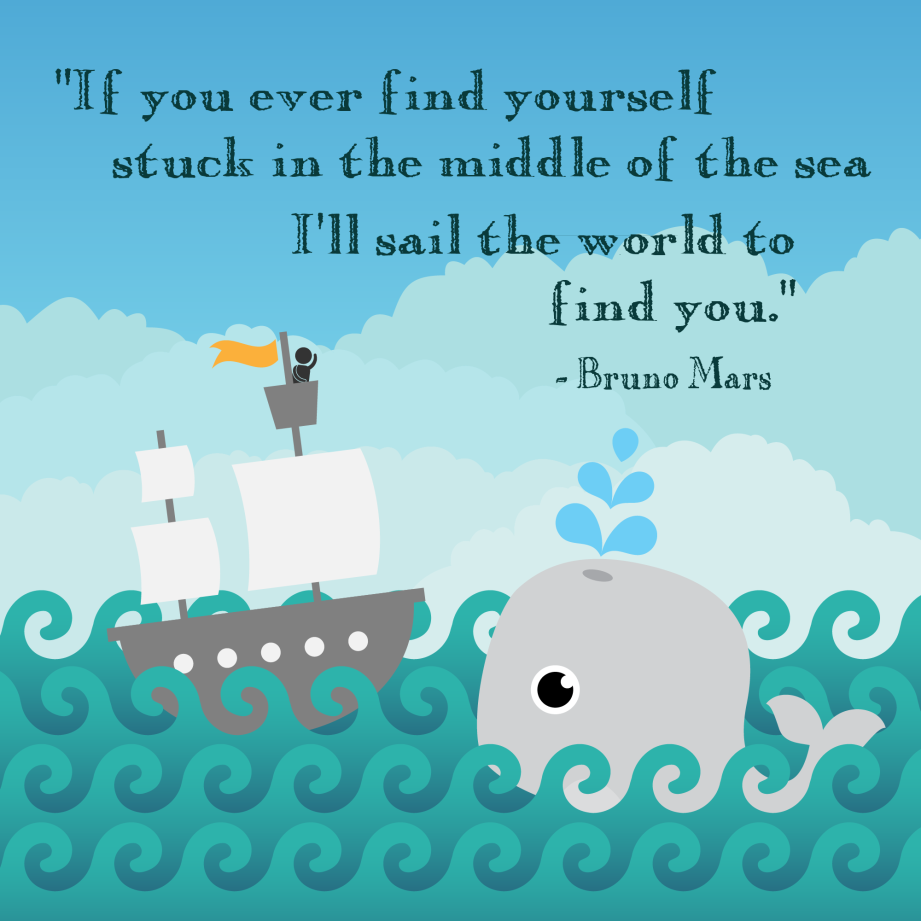 "If you ever find yourself
stuck in the middle of the sea
I'll sail the world to
find you."
- Bruno Mars